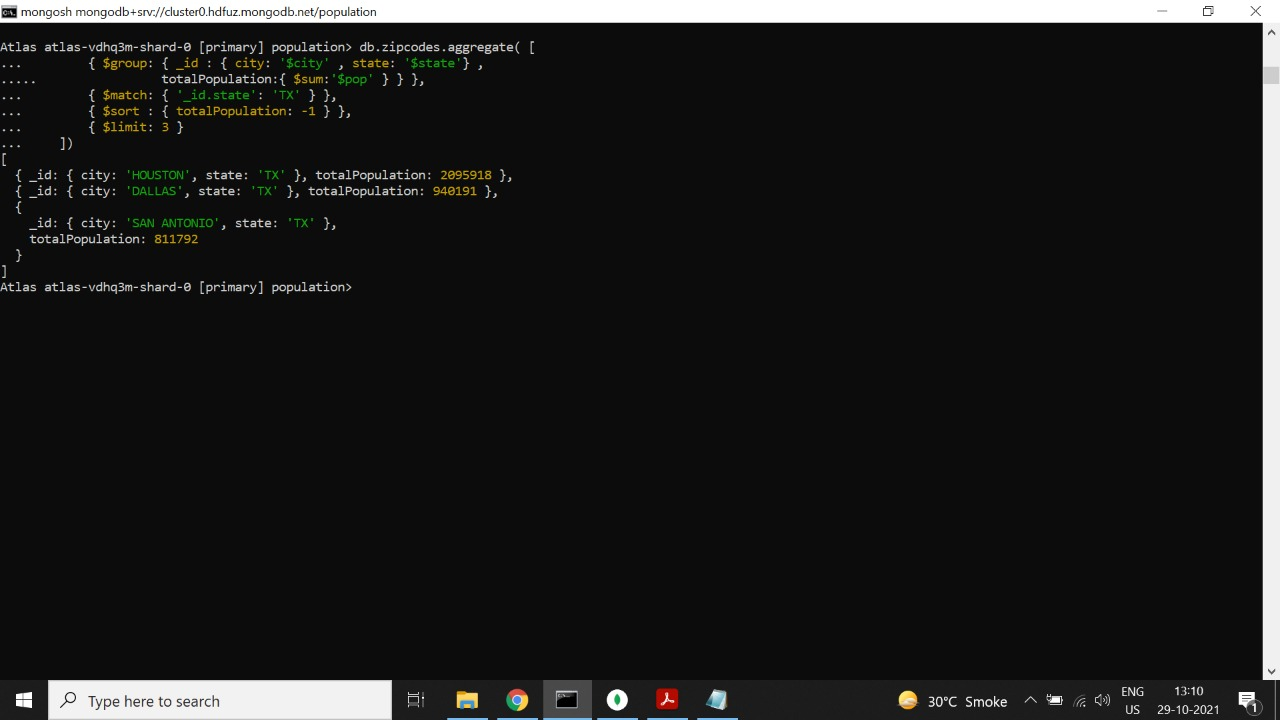 mongosh mongodb+srv://cluster0.hdfuz.mongodb.net/population
Atlas atlas-vdhq3m-shard-0 [primary] population> db.zipcodes.aggregate( [
...         { $group: { _id : { city: '$city' , state: '$state'} ,
.....                 totalPopulation:{ $sum:'$pop' } } },
...         { $match: { '_id.state': 'TX' } },
...         { $sort : { totalPopulation: -1 } },
...         { $limit: 3 }
...     ])
[
  { _id: { city: 'HOUSTON', state: 'TX' }, totalPopulation: 2095918 },
  { _id: { city: 'DALLAS', state: 'TX' }, totalPopulation: 940191 },
  {
    _id: { city: 'SAN ANTONIO', state: 'TX' },
    totalPopulation: 811792
  }
]
Atlas atlas-vdhq3m-shard-0 [primary] population>
Type here to search
30°C Smoke
ENG
US
13:10
29-10-2021
1